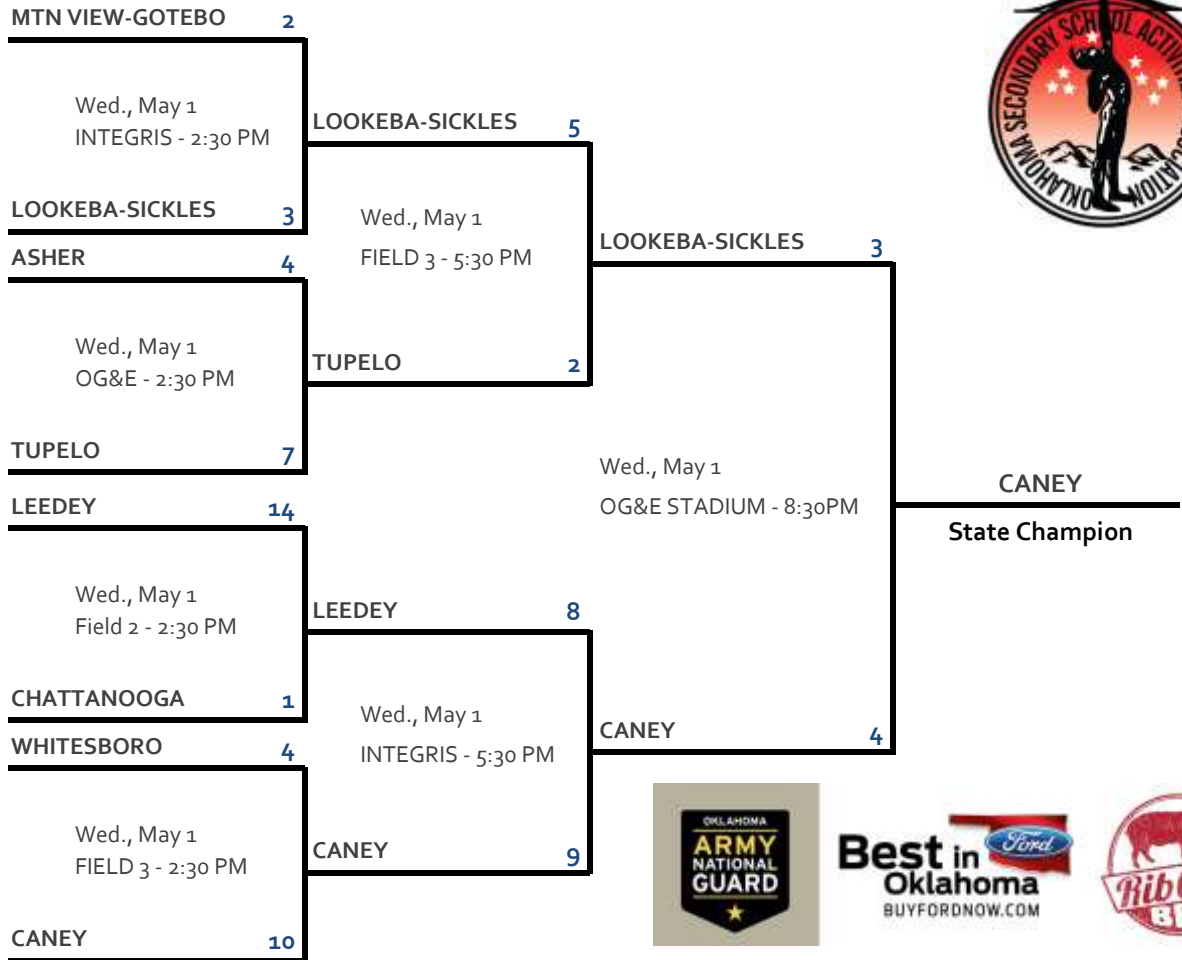 MTN VIEW-GOTEBO 2
Wed., May 1
INTEGRIS - 2:30 PM
LOOKEBA-SICKLES 3
ASHER 4
Wed., May 1
OG&E - 2:30 PM
TUPELO 7
LEEDEY 14
Wed., May 1
Field 2 - 2:30 PM
CHATTANOOGA 1
WHITESBORO 4
Wed., May 1
FIELD 3 - 2:30 PM
CANEY 10
LOOKEBA-SICKLES 5
Wed., May 1
FIELD 3 - 5:30 PM
TUPELO 2
LEEDEY 8
Wed., May 1
INTEGRIS - 5:30 PM
CANEY 9
LOOKEBA-SICKLES 3
Wed., May 1
OG&E STADIUM - 8:30PM
CANEY 4
CANEY
State Champion
OKLAHOMA SECONDARY SCHOOL
OKLAHOMA
ARMY
NATIONAL
GUARD
Best in
Ford
Oklahoma
BUYFORDNOW.COM
Rib